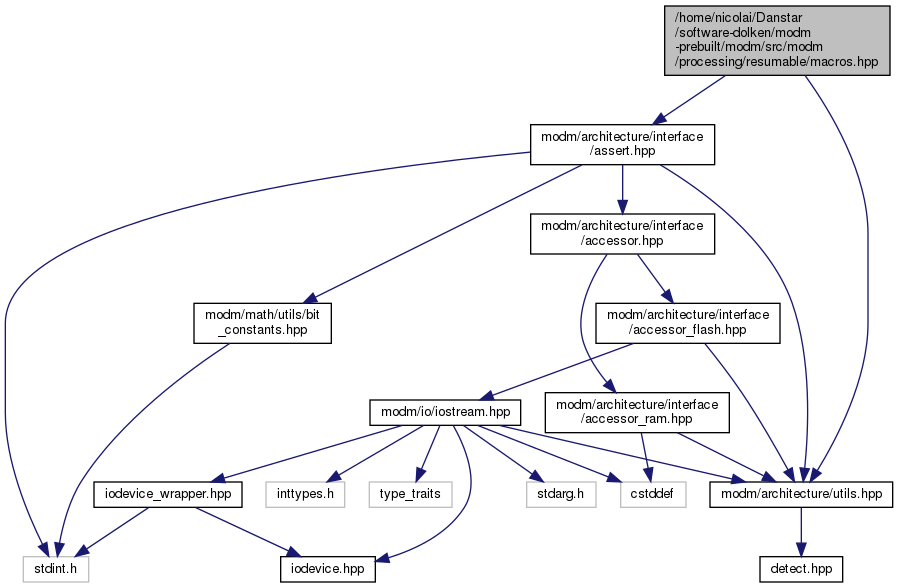 /home/nicolai/Danstar
/software-dolken/modm
-prebuilt/modm/src/modm
/processing/resumable/macros.hpp
modm/architecture/interface
/assert.hpp
modm/architecture/interface
/accessor.hpp
modm/math/utils/bit
_constants.hpp
modm/architecture/interface
/accessor_flash.hpp
modm/io/iostream.hpp
modm/architecture/interface
/accessor_ram.hpp
iodevice_wrapper.hpp
inttypes.h
type_traits
stdarg.h
cstddef
modm/architecture/utils.hpp
stdint.h
iodevice.hpp
detect.hpp